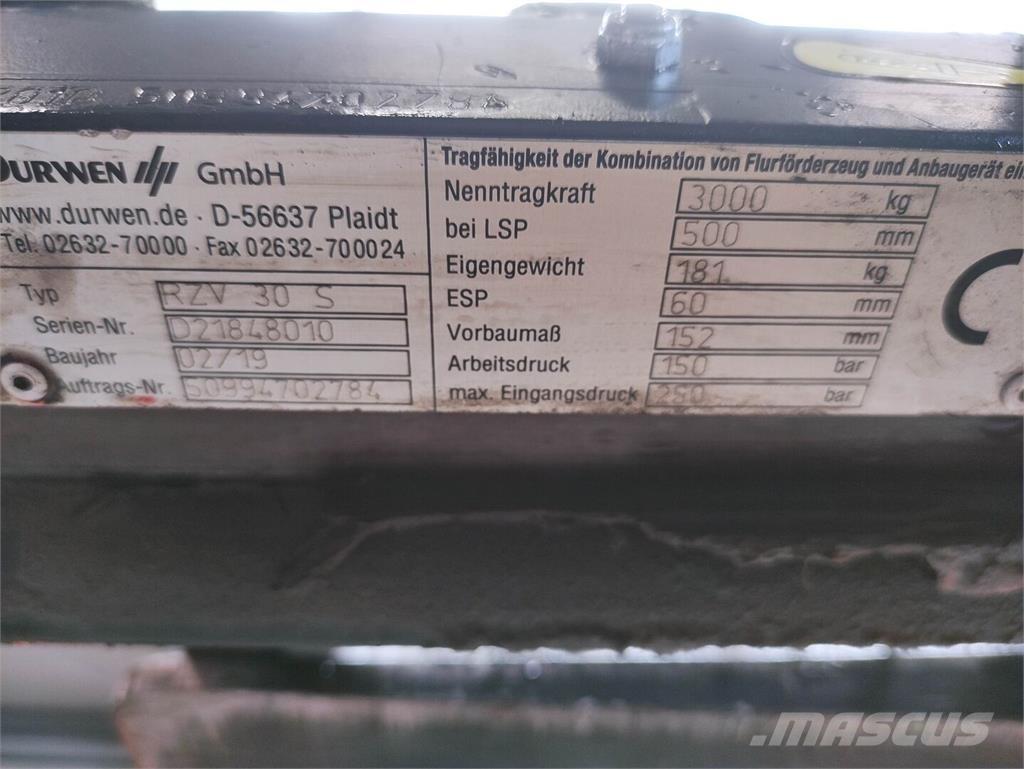 DURWEN GmbH
www.durwen.de · D-56637 Plaidt
Tel. 02632-70000 · Fax 02632-700024
Typ RZV 30 S
Serien-Nr. D21848010
Baujahr 02/19
Auftrags-Nr. 50994702784
Tragfähigkeit der Kombination von Flurförderzeug und Anbaugerät ein
Nenntragkraft 3000 kg
bei LSP 500 mm
Eigengewicht 181 kg
ESP 60 mm
Vorbaumaß 152 mm
Arbeitsdruck 150 bar
max. Eingangsdruck 250 bar
MASCUS